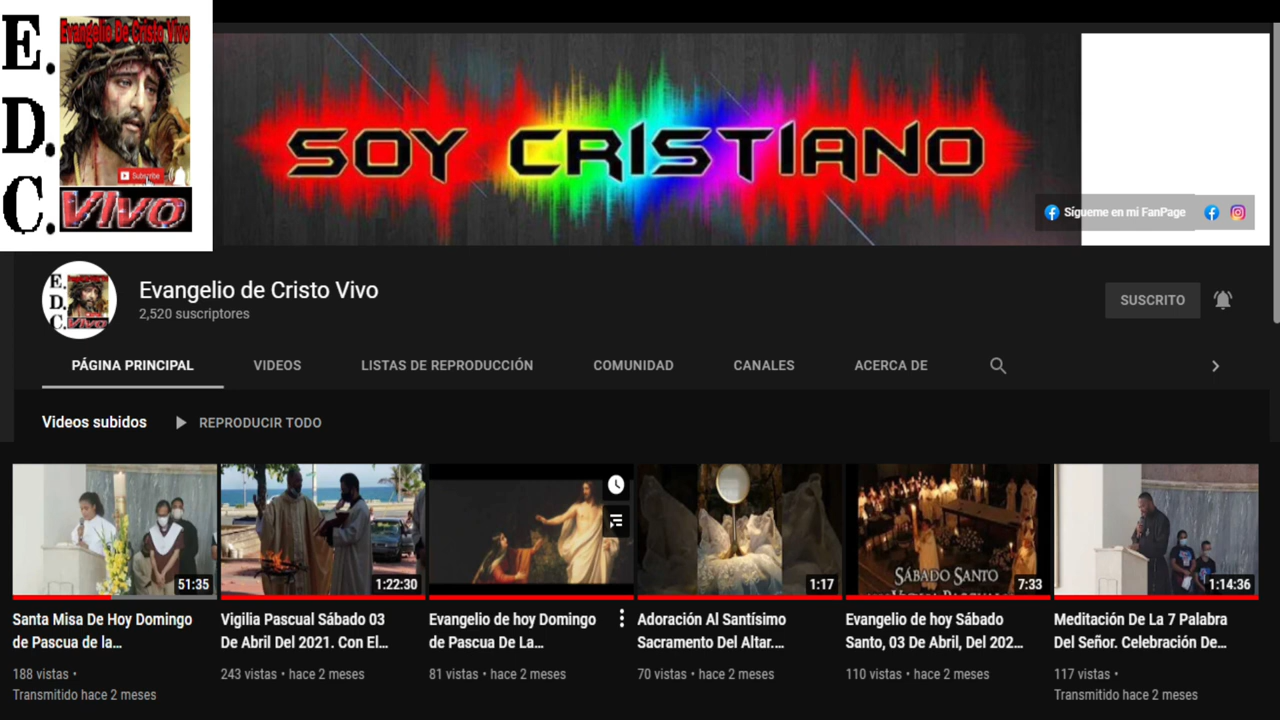 E.
D.
C.
Evangelio De Cristo Vivo
Subscribe
Vivo
SOY CRISTIANO
Sígueme en mi FanPage
E.
D.
C.
Vivo
Evangelio de Cristo Vivo
2,520 suscriptores
SUSCRITO
PÁGINA PRINCIPAL
VIDEOS
LISTAS DE REPRODUCCIÓN
COMUNIDAD
CANALES
ACERCA DE
Videos subidos
REPRODUCIR TODO
51:35
Santa Misa De Hoy Domingo
de Pascua de la...
188 vistas •
Transmitido hace 2 meses
1:22:30
Vigilia Pascual Sábado 03
De Abril Del 2021. Con El...
243 vistas • hace 2 meses
Evangelio de hoy Domingo
de Pascua De La...
81 vistas • hace 2 meses
1:17
Adoración Al Santísimo
Sacramento Del Altar....
70 vistas • hace 2 meses
SÁBADO SANTO
7:33
Evangelio de hoy Sábado
Santo, 03 De Abril, Del 202...
110 vistas • hace 2 meses
1:14:36
Meditación De La 7 Palabra
Del Señor. Celebración De...
117 vistas •
Transmitido hace 2 meses